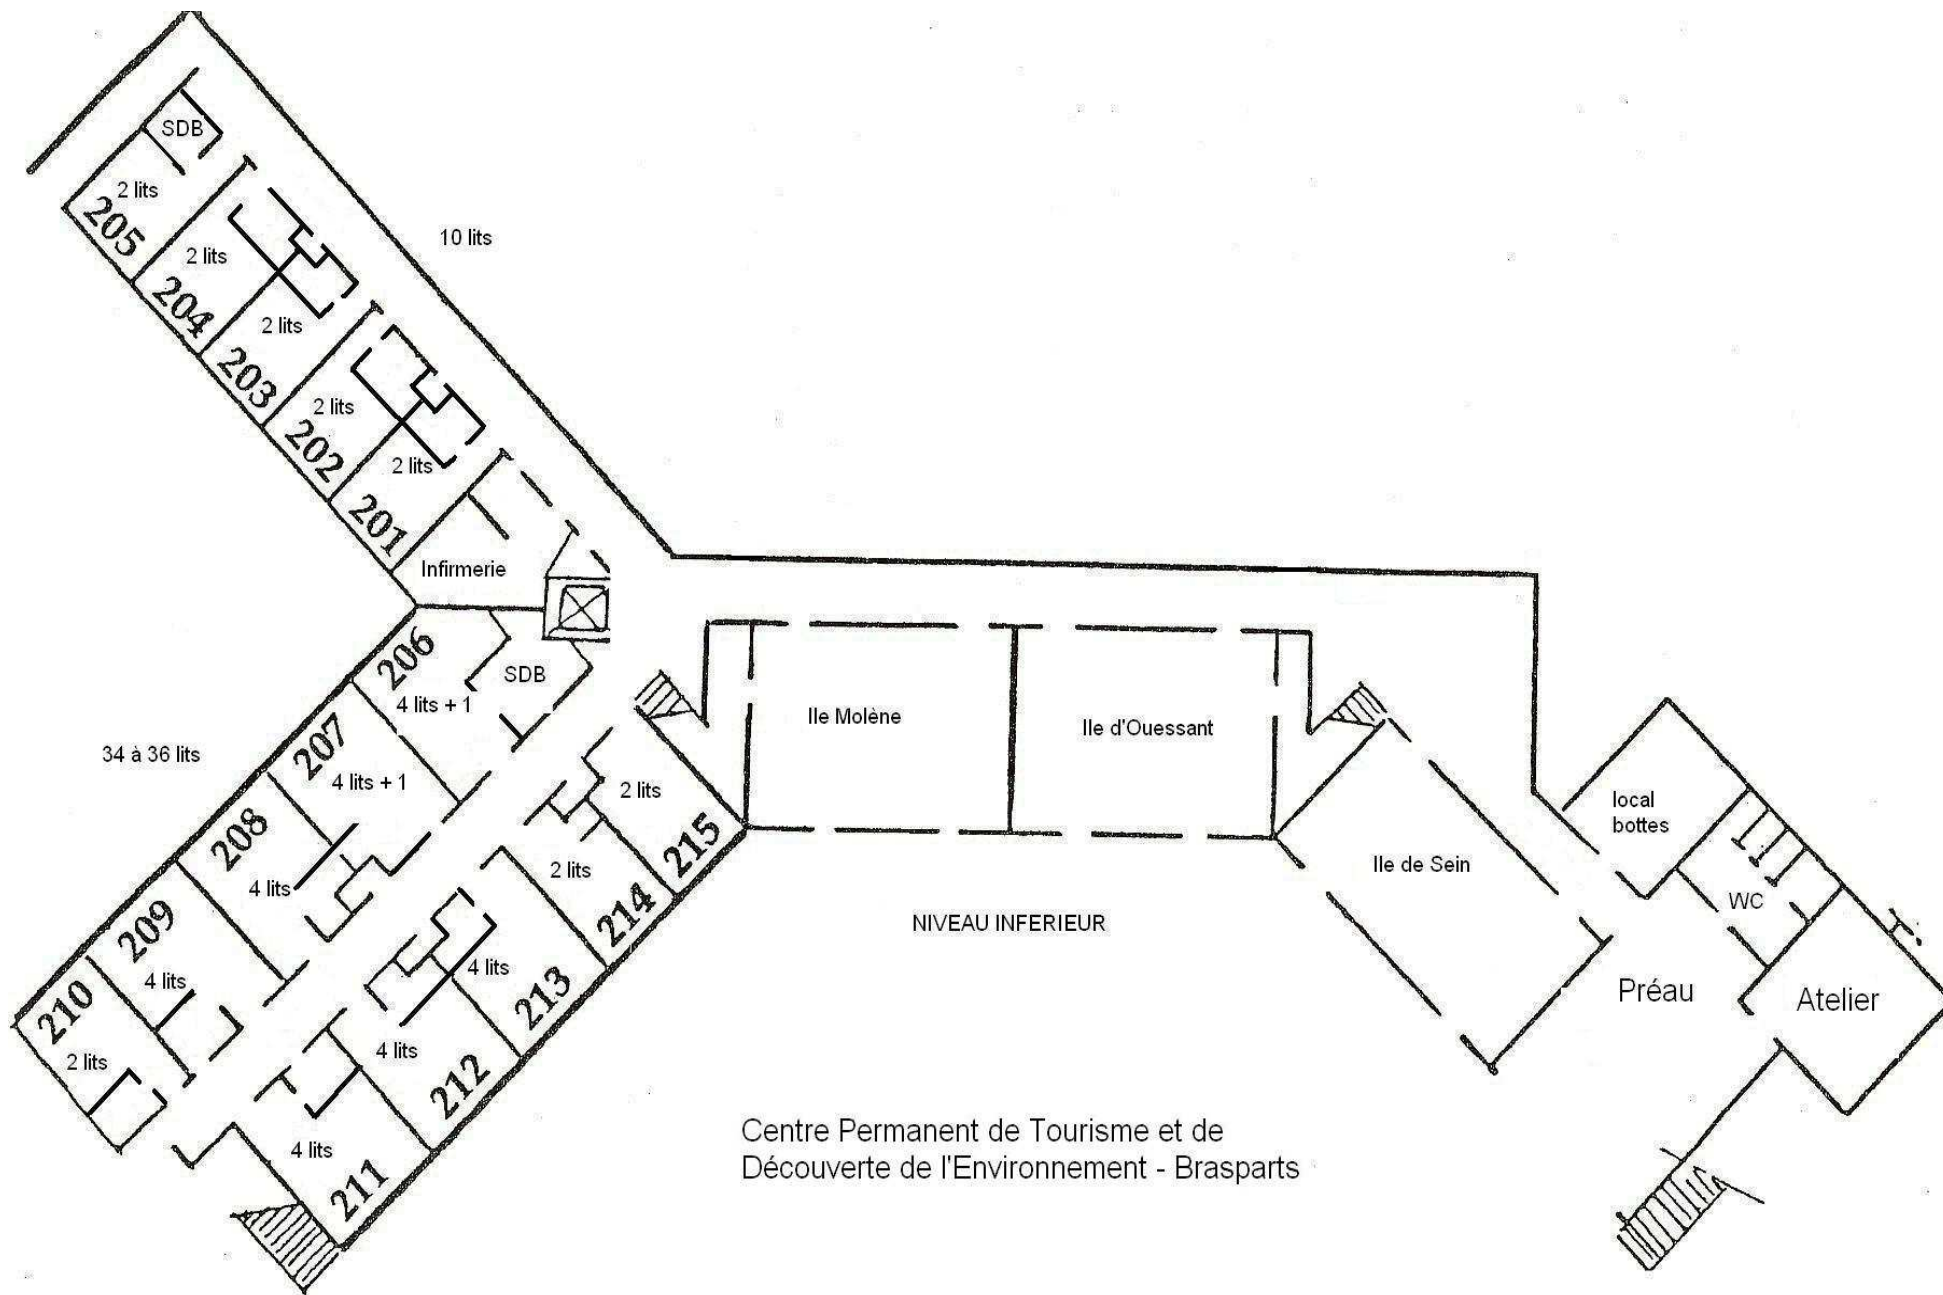 SDB
2 lits
205
2 lits
204
2 lits
203
2 lits
202
2 lits
201
10 lits
Infirmerie
206
4 lits + 1
SDB
207
4 lits + 1
34 à 36 lits
208
4 lits
209
4 lits
210
2 lits
211
4 lits
212
4 lits
213
4 lits
214
2 lits
215
2 lits
Ile Molène
Ile d'Ouessant
Ile de Sein
local
bottes
WC
Préau
Atelier
NIVEAU INFERIEUR
Centre Permanent de Tourisme et de
Découverte de l'Environnement - Brasparts